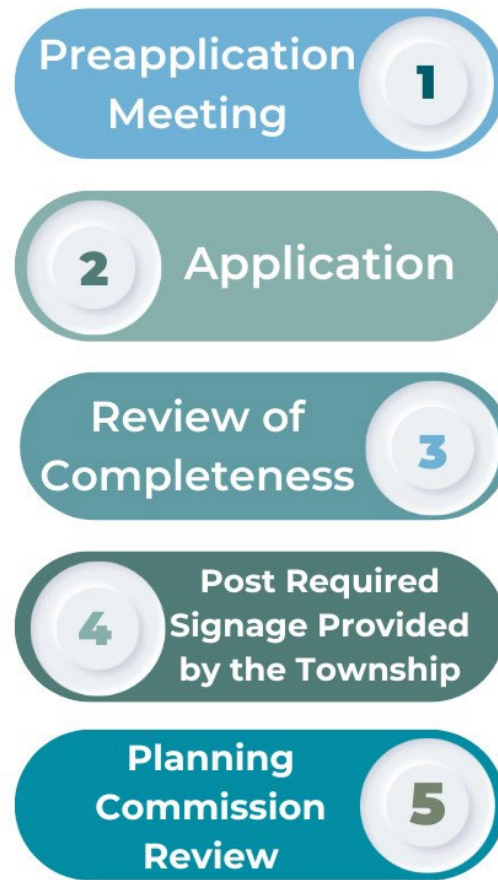 Preapplication
Meeting
1
2
Application
Review of
Completeness
3
4
Post Required
Signage Provided
by the Township
Planning
Commission
Review
5